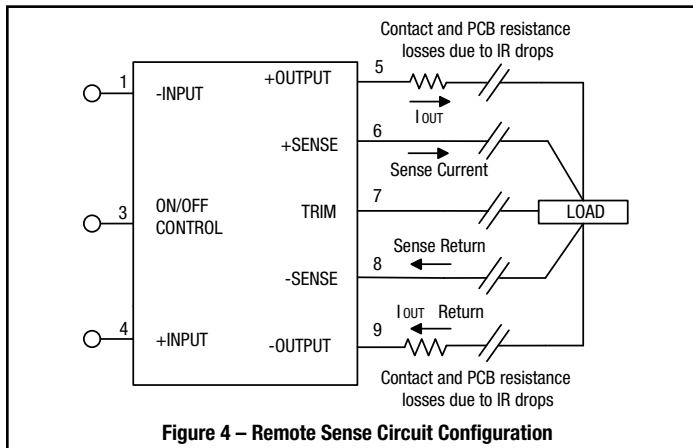 Contact and PCB resistance
losses due to IR drops
1
-INPUT
+OUTPUT
5
IOUT
+SENSE
6
Sense Current
3
ON/OFF
CONTROL
TRIM
7
LOAD
Sense Return
-SENSE
8
4
+INPUT
-OUTPUT
9
IOUT Return
Contact and PCB resistance
losses due to IR drops
Figure 4 – Remote Sense Circuit Configuration